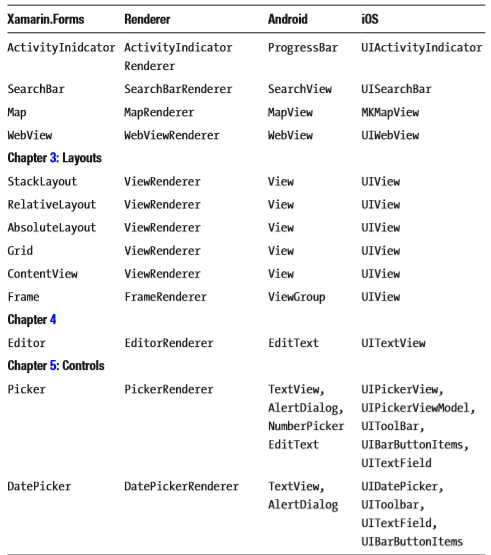 Xamarin.Forms Renderer Android iOS
ActivityInidcator ActivityIndicator ProgressBar UIActivityIndicator
Renderer
SearchBar SearchBarRenderer SearchView UISearchBar
Map MapRenderer MapView MKMapView
WebView WebViewRenderer WebView UIWebView
Chapter 3: Layouts
StackLayout ViewRenderer View UIView
RelativeLayout ViewRenderer View UIView
AbsoluteLayout ViewRenderer View UIView
Grid ViewRenderer View UIView
ContentView ViewRenderer View UIView
Frame FrameRenderer ViewGroup UIView
Chapter 4
Editor EditorRenderer EditText UITextView
Chapter 5: Controls
Picker PickerRenderer TextView, UIPickerView,
AlertDialog, UIPickerViewModel,
NumberPicker UIToolBar,
EditText UIBarButtonItems,
UITextField
DatePicker DatePickerRenderer TextView, UIDatePicker,
AlertDialog UIToolbar,
UITextField,
UIBarButtonItems